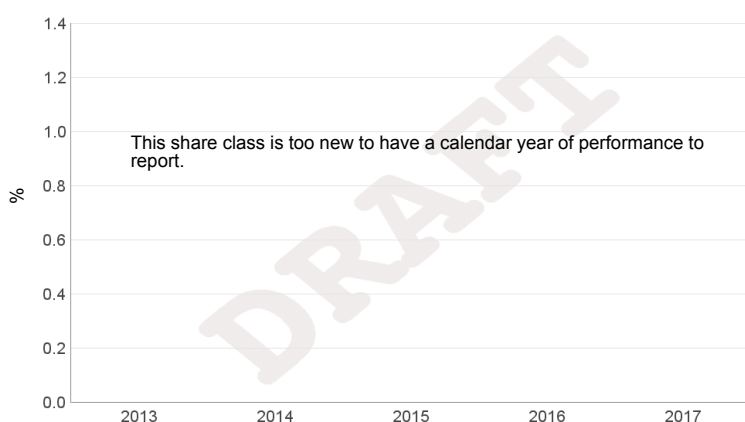 1.4
1.2
1.0
This share class is too new to have a calendar year of performance to
report.
0.8
%
0.6
0.4
0.2
0.0
2013 2014 2015 2016 2017
DRAFT